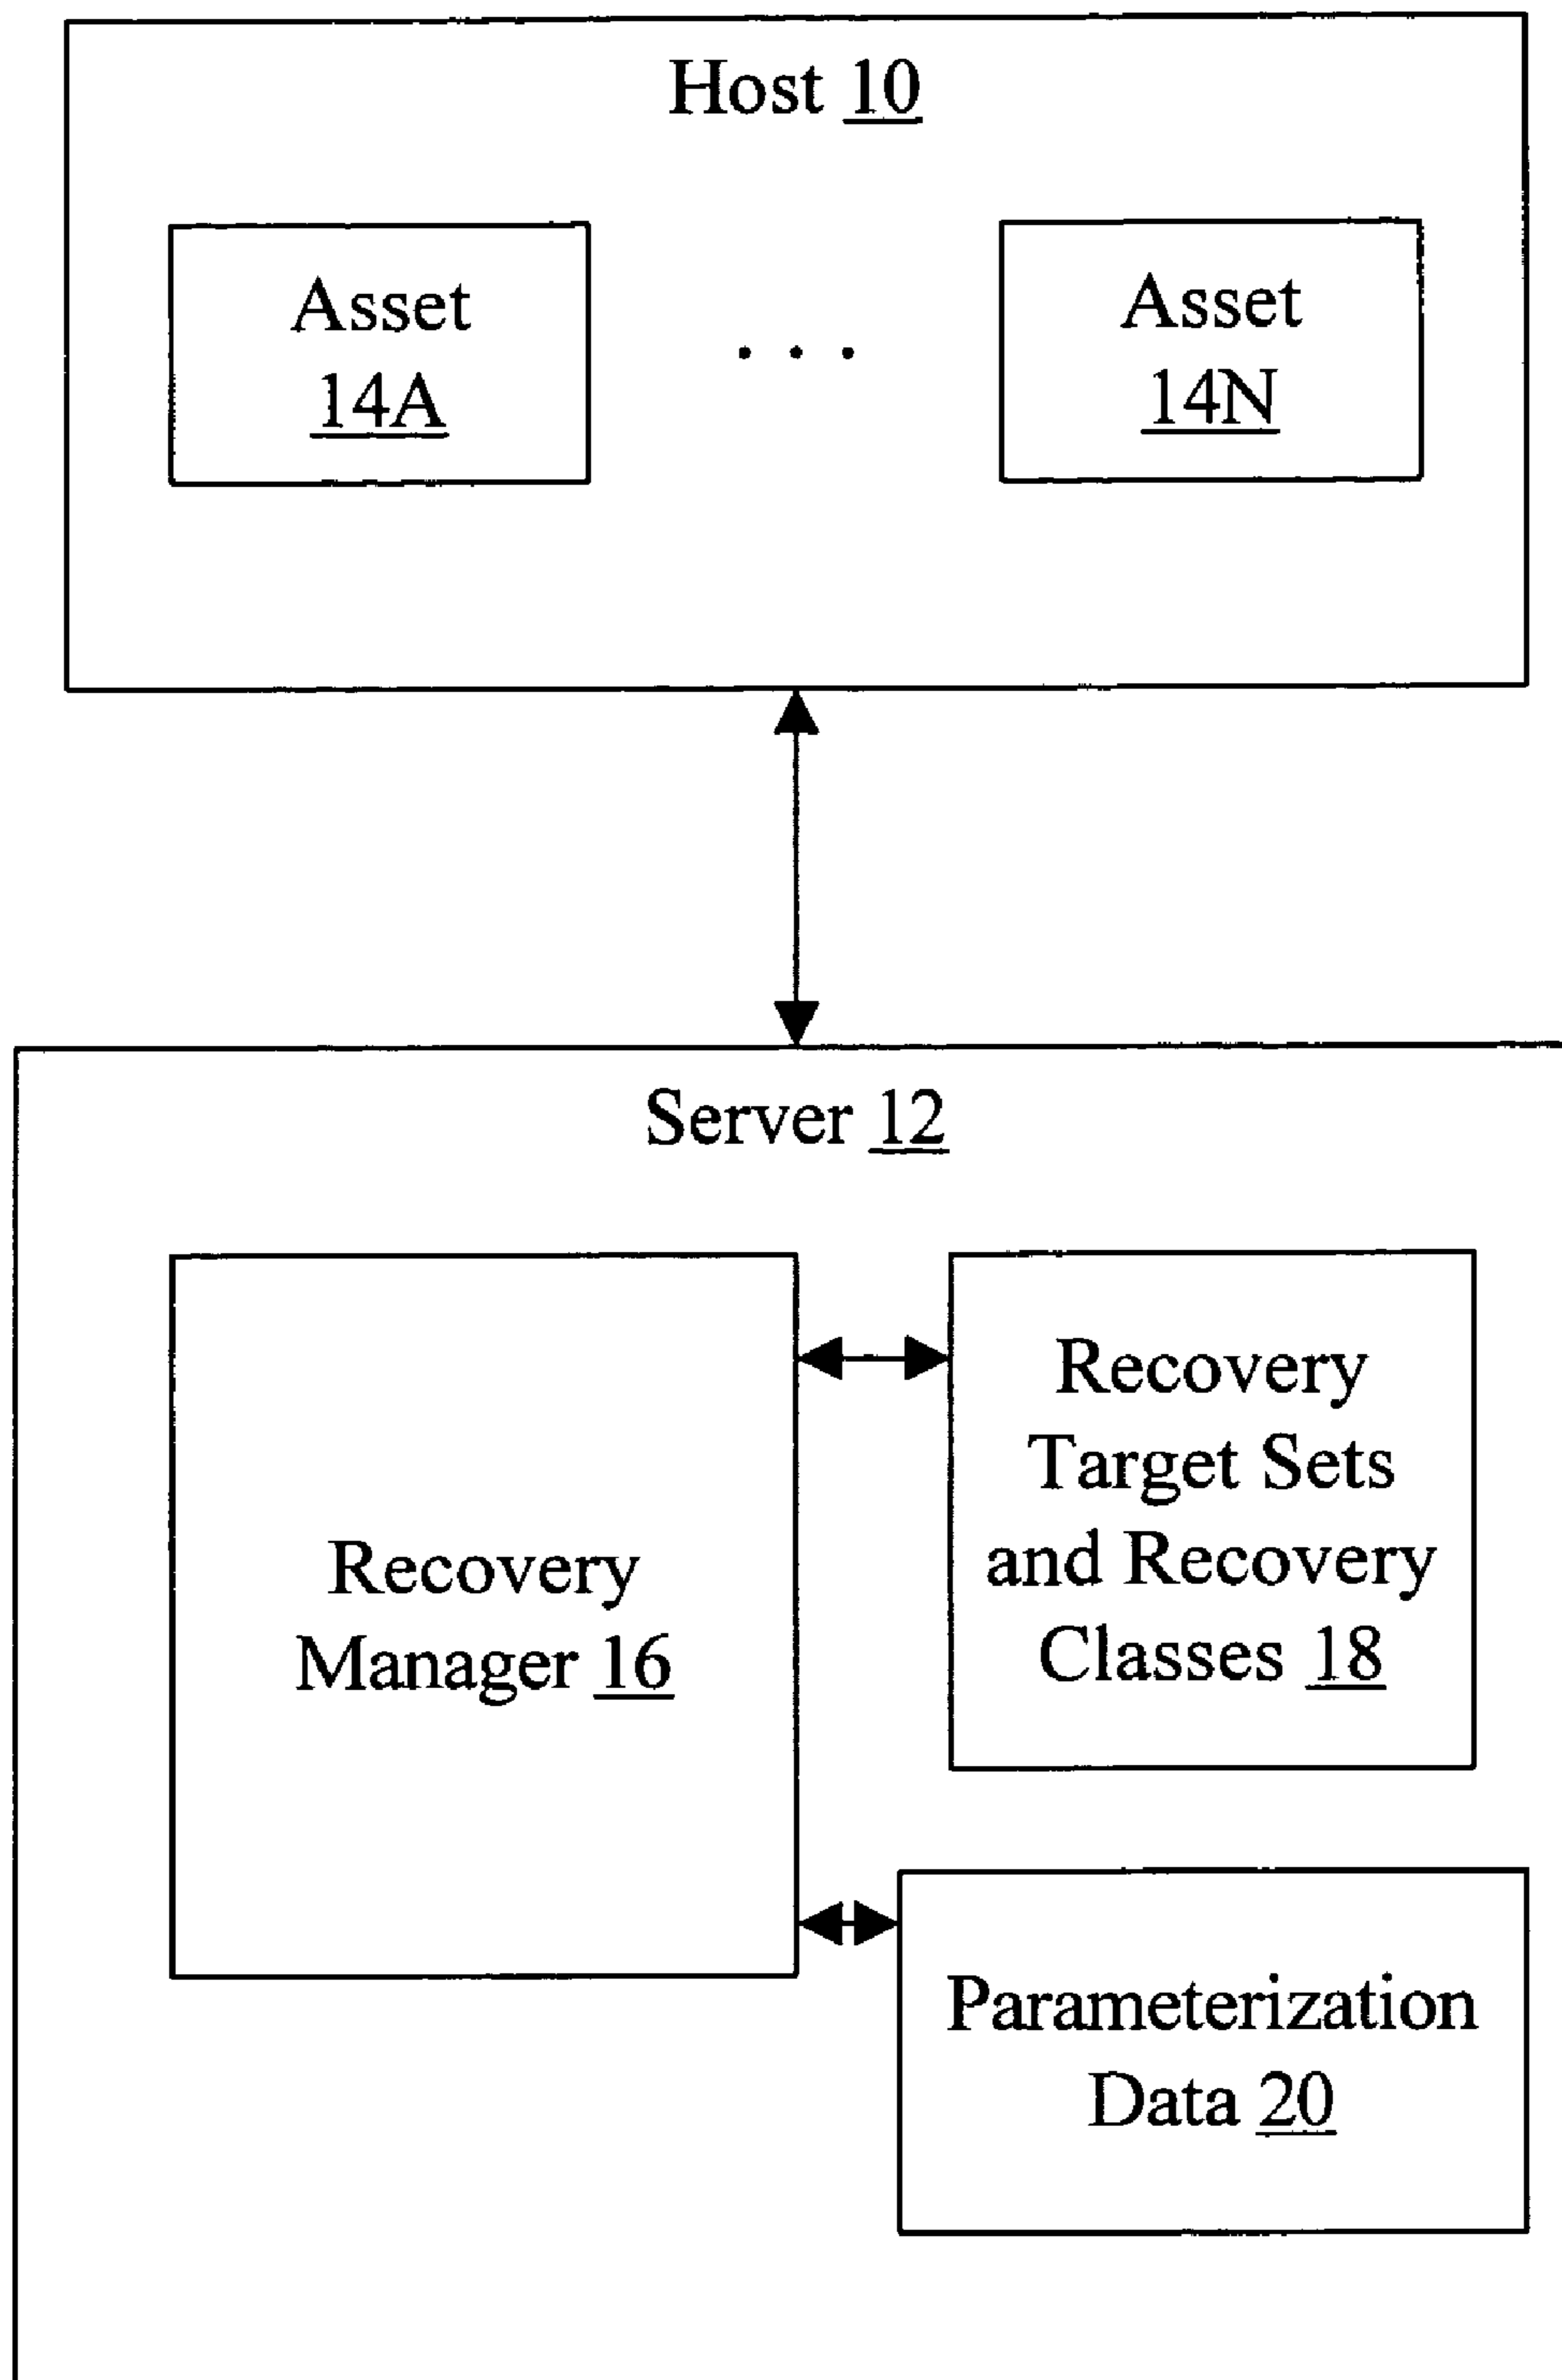 Host 10
Asset
14A
. . .
Asset
14N
Server 12
Recovery
Manager 16
Recovery
Target Sets
and Recovery
Classes 18
Parameterization
Data 20